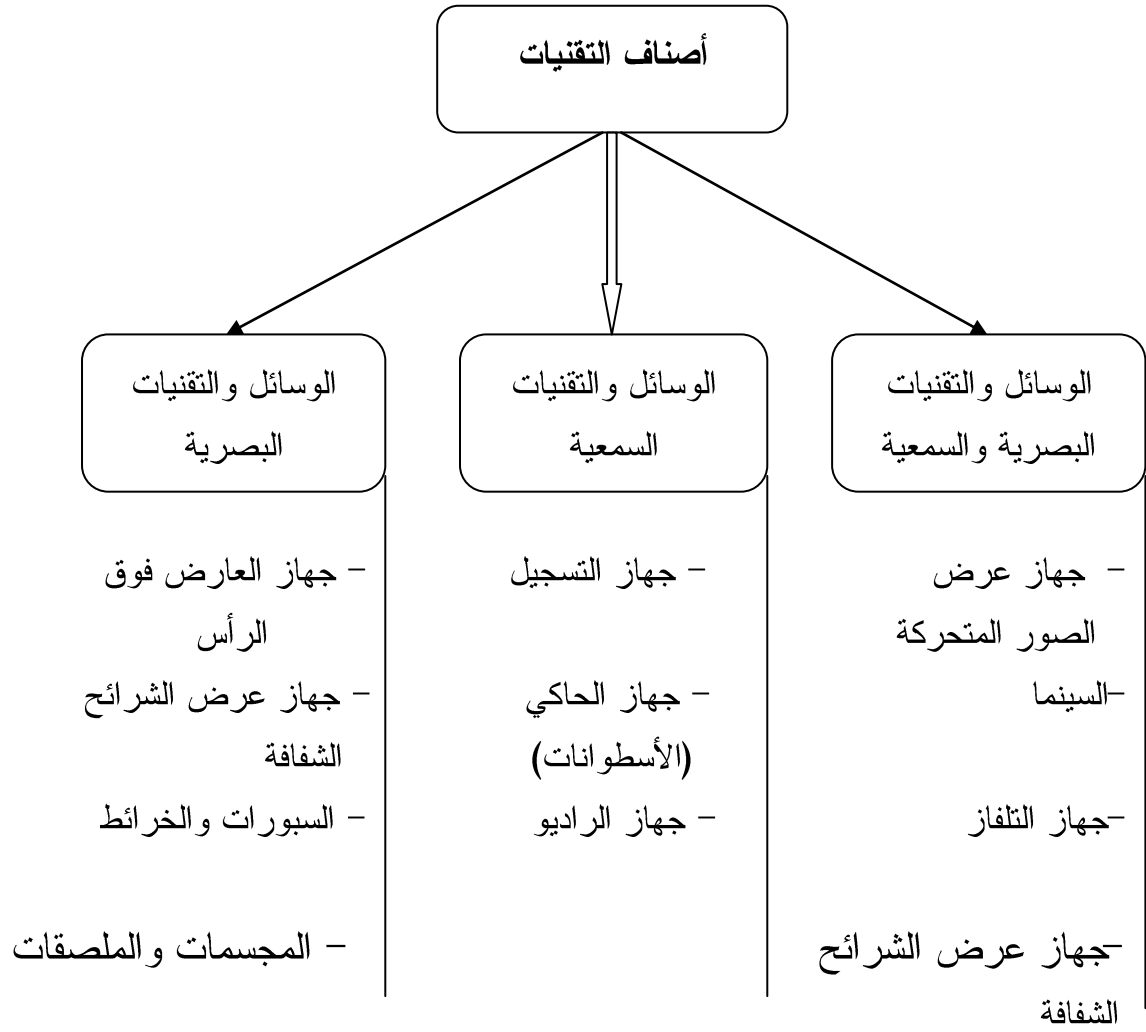 أصناف التقنيات
الوسائل والتقنيات
البصرية والسمعية
- جهاز عرض
الصور المتحركة
-السينما
-جهاز التلفاز
-جهاز عرض الشرائح
الشفافة
الوسائل والتقنيات
السمعية
- جهاز التسجيل
- جهاز الحاكي
(الأسطوانات)
- جهاز الراديو
الوسائل والتقنيات
البصرية
- جهاز العارض فوق
الرأس
- جهاز عرض الشرائح
الشفافة
- السبورات والخرائط
- المجسمات والملصقات